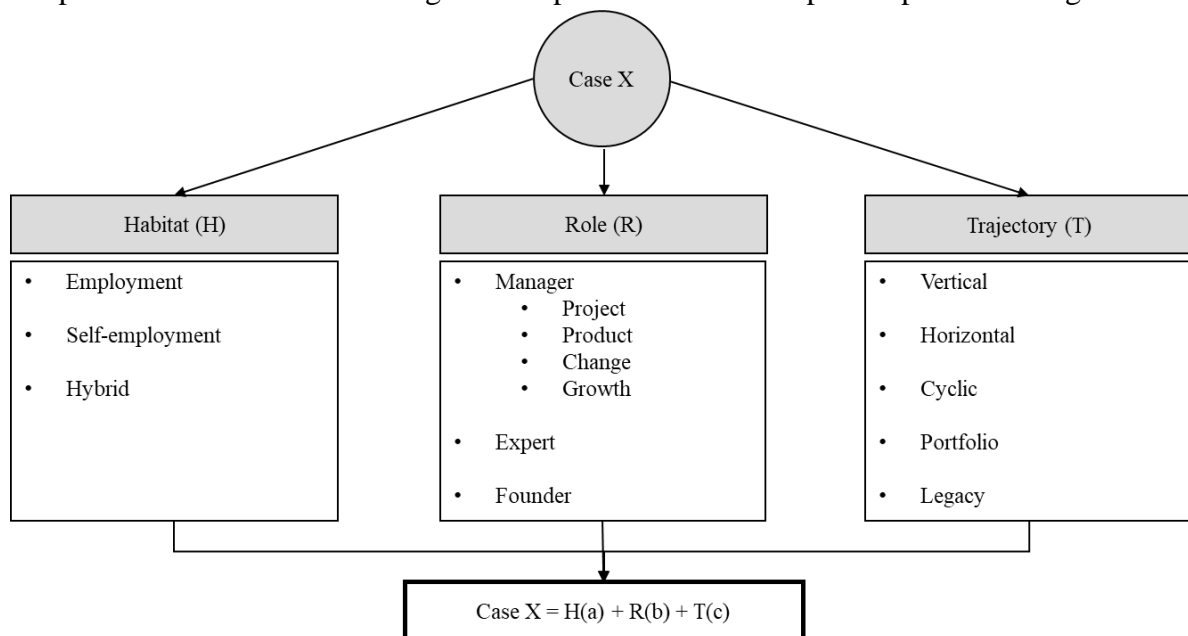 Case X
Habitat (H)
• Employment
• Self-employment
• Hybrid
Role (R)
• Manager
• Project
• Product
• Change
• Growth
• Expert
• Founder
Trajectory (T)
• Vertical
• Horizontal
• Cyclic
• Portfolio
• Legacy
Case X = H(a) + R(b) + T(c)